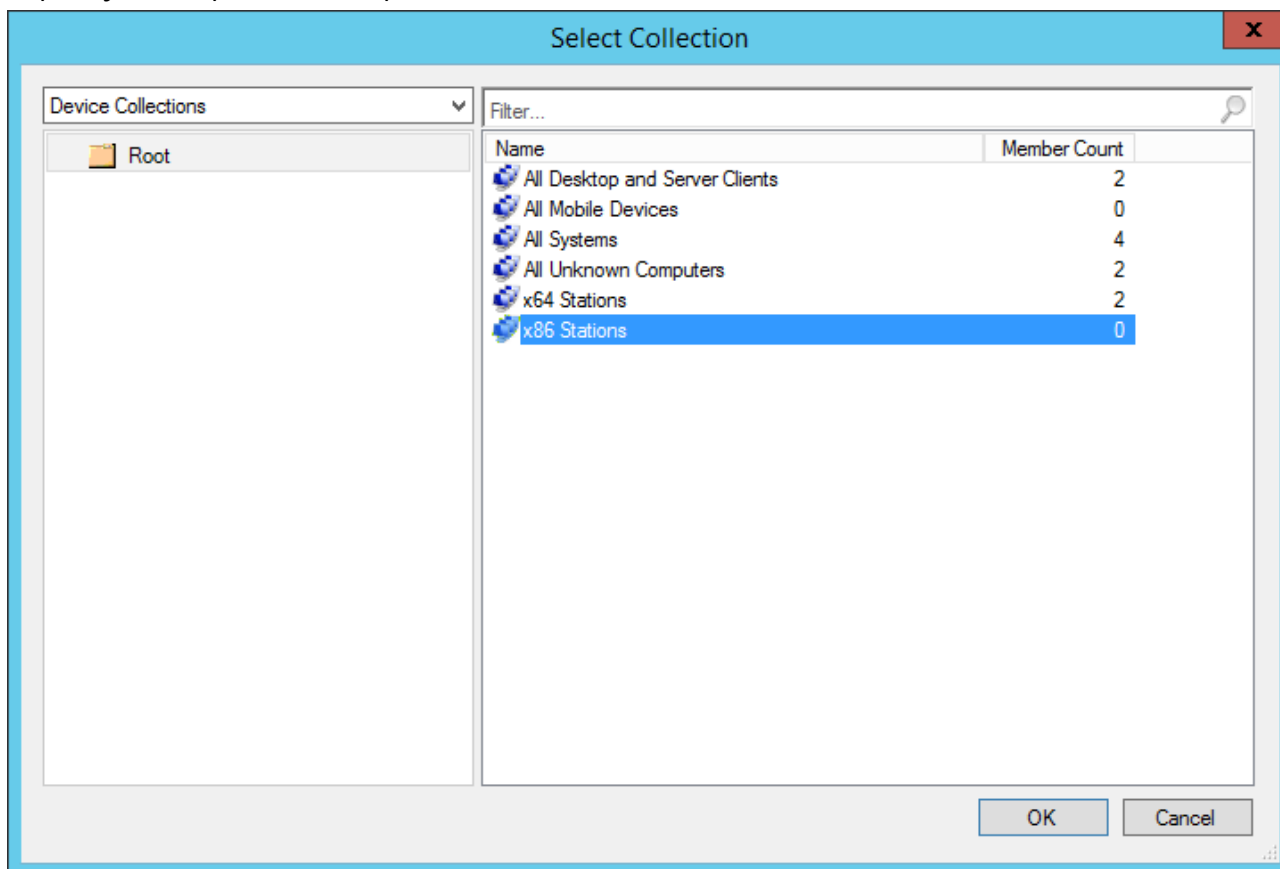 Select Collection
x
Device Collections
Filter...
Root
Name Member Count
All Desktop and Server Clients 2
All Mobile Devices 0
All Systems 4
All Unknown Computers 2
x64 Stations 2
x86 Stations 0
OK Cancel